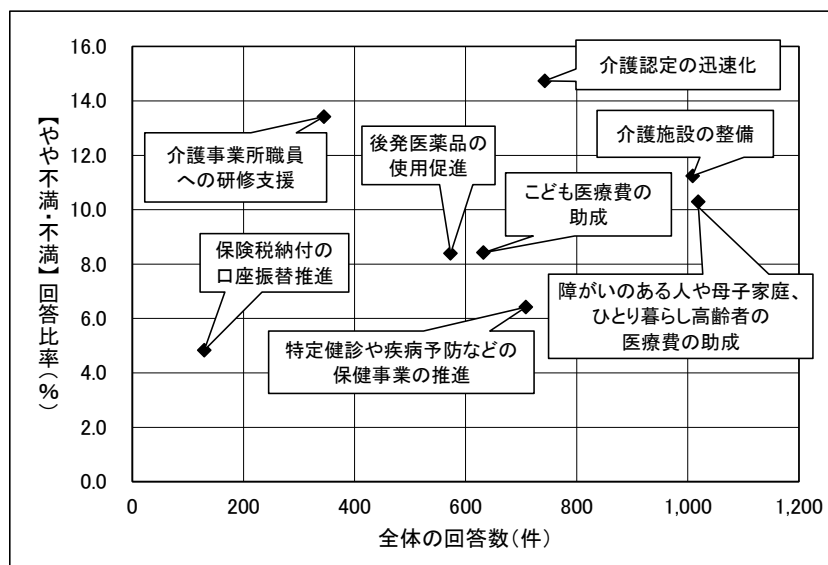 16.0
14.0
12.0
10.0
8.0
6.0
4.0
2.0
0.0
【やや不満・不満】回答比率(%)
介護認定の迅速化
介護施設の整備
介護事業所職員
への研修支援
後発医薬品の
使用促進
こども医療費の
助成
保険税納付の
口座振替推進
障がいのある人や母子家庭、
ひとり暮らし高齢者の
医療費の助成
特定健診や疾病予防などの
保健事業の推進
0
200
400
600
800
1,000
1,200
全体の回答数(件)